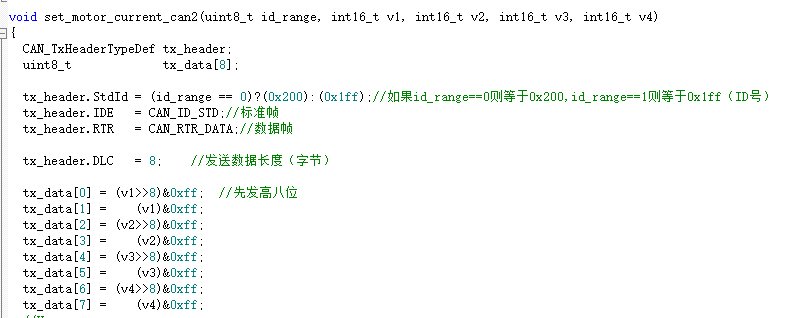 void set_motor_current_can2(uint8_t id_range, int16_t v1, int16_t v2, int16_t v3, int16_t v4)
{
CAN_TxHeaderTypeDef tx_header;
uint8_t tx_data[8];
tx_header.StdId = (id_range == 0)?(0x200):(0x1ff);//如果id_range==0则等于0x200,id_range==1则等于0x1ff（ID号）
tx_header.IDE = CAN_ID_STD;//标准帧
tx_header.RTR = CAN_RTR_DATA;//数据帧
tx_header.DLC = 8; //发送数据长度（字节）
tx_data[0] = (v1>>8)&0xff; //先发高八位
tx_data[1] = (v1)&0xff;
tx_data[2] = (v2>>8)&0xff;
tx_data[3] = (v2)&0xff;
tx_data[4] = (v3>>8)&0xff;
tx_data[5] = (v3)&0xff;
tx_data[6] = (v4>>8)&0xff;
tx_data[7] = (v4)&0xff;